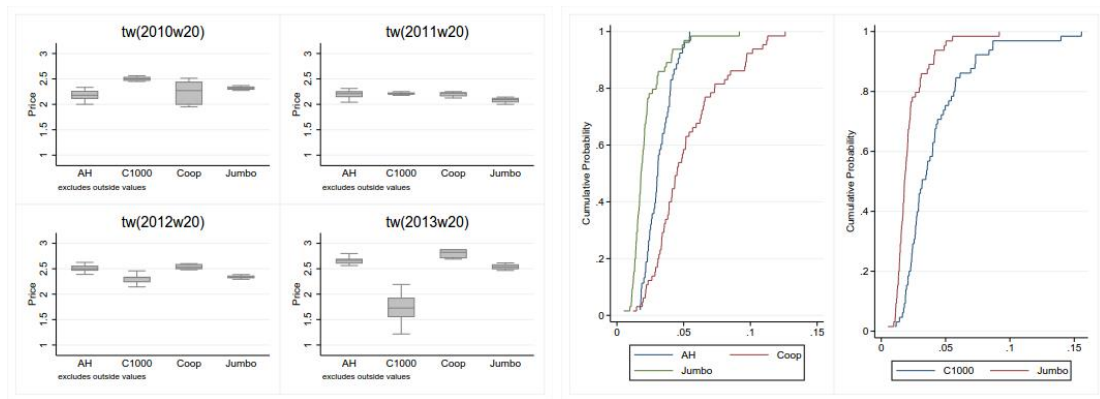 tw(2010w20)
Price
3
2.5
2
1.5
1
AH C1000 Coop Jumbo
excludes outside values
tw(2011w20)
Price
3
2.5
2
1.5
1
AH C1000 Coop Jumbo
excludes outside values
tw(2012w20)
Price
3
2.5
2
1.5
1
AH C1000 Coop Jumbo
excludes outside values
tw(2013w20)
Price
3
2.5
2
1.5
1
AH C1000 Coop Jumbo
excludes outside values
Cumulative Probability
1
.8
.6
.4
.2
0
0 .05 .1 .15
AH Coop
Jumbo
Cumulative Probability
1
.8
.6
.4
.2
0
0 .05 .1 .15
C1000 Jumbo